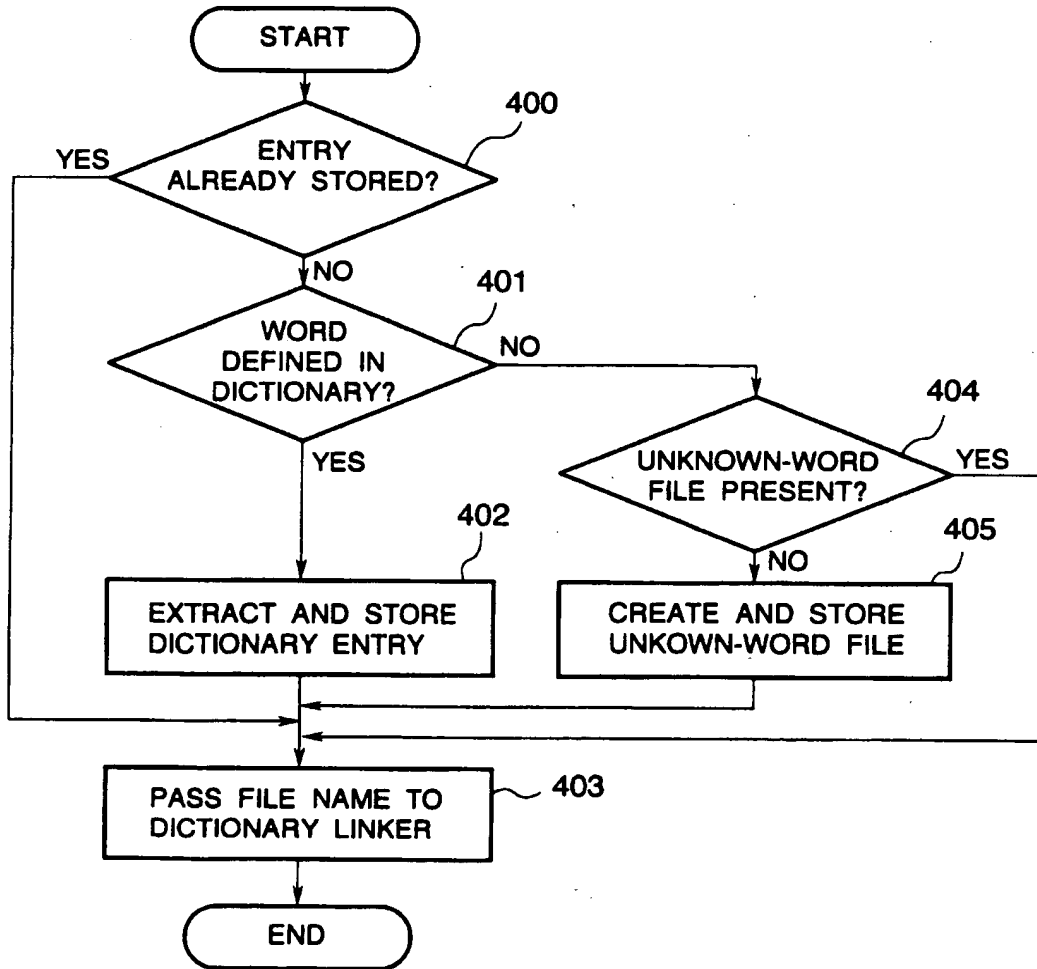 START
400
ENTRY
ALREADY STORED?
YES
NO
401
WORD
DEFINED IN
DICTIONARY?
NO
YES
404
UNKNOWN-WORD
FILE PRESENT?
YES
NO
402
EXTRACT AND STORE
DICTIONARY ENTRY
405
CREATE AND STORE
UNKOWN-WORD FILE
PASS FILE NAME TO
DICTIONARY LINKER
403
END